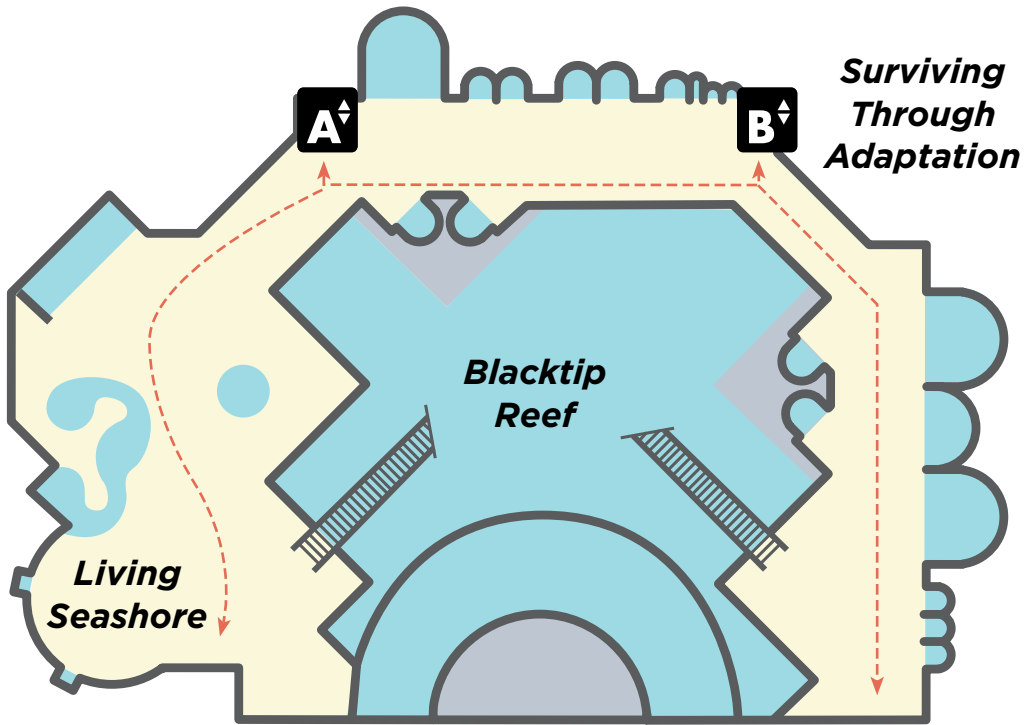 A
B
Surviving
Through
Adaptation
Blacktip
Reef
Living
Seashore